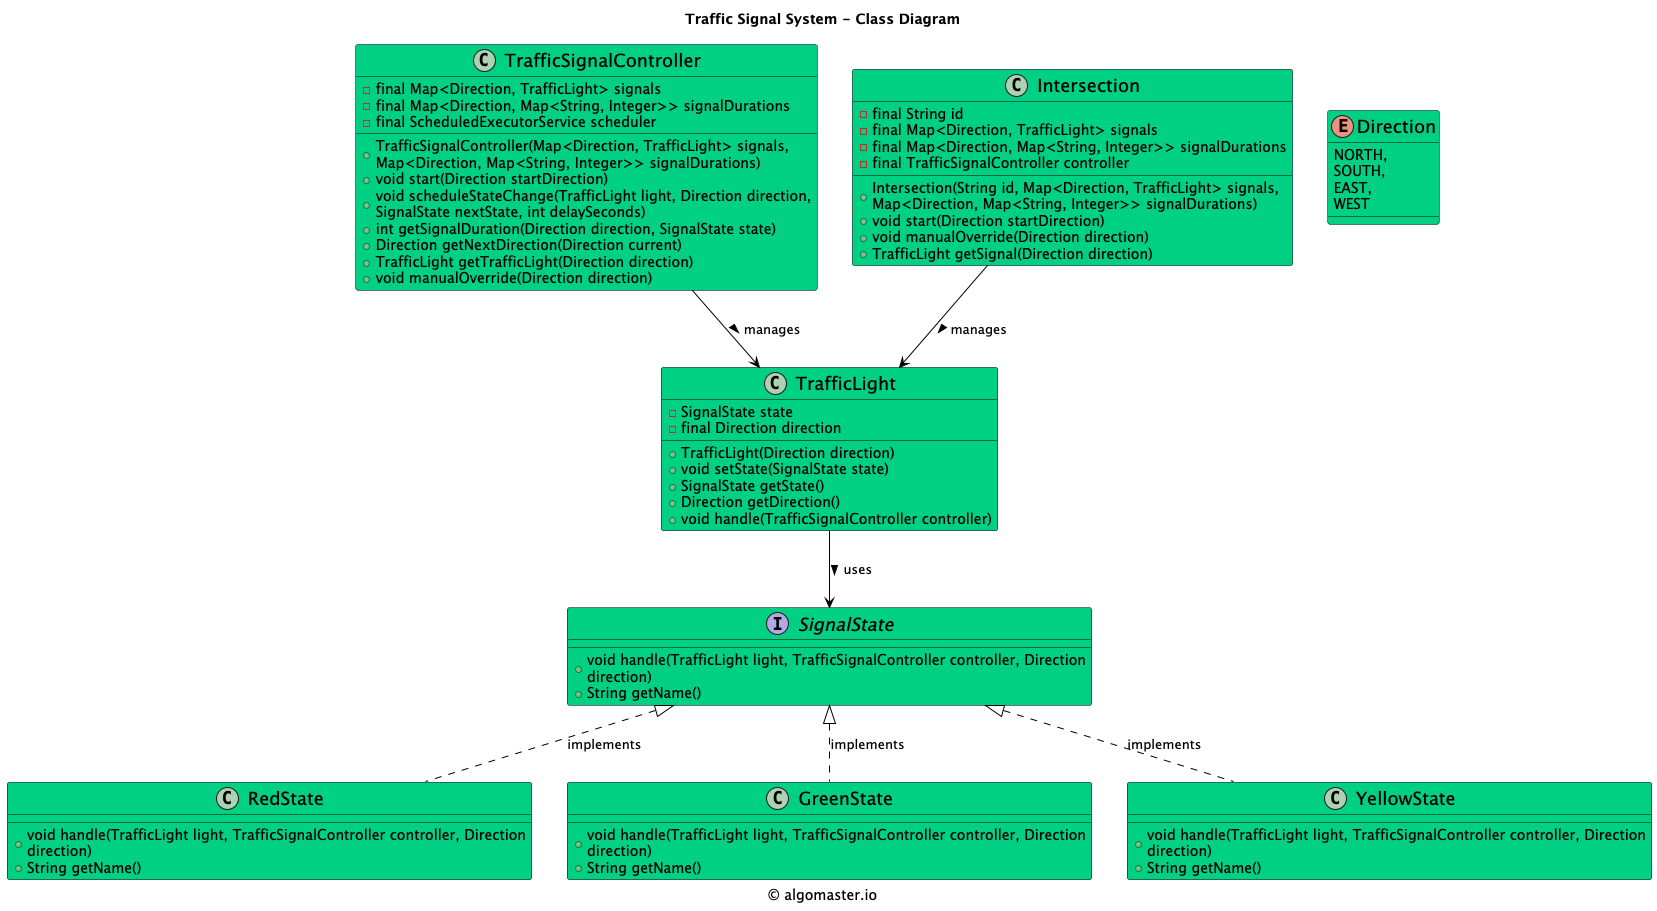 Traffic Signal System - Class Diagram
C TrafficSignalController
final Map<Direction, TrafficLight> signals
final Map<Direction, Map<String, Integer>> signalDurations
final ScheduledExecutorService scheduler
TrafficSignalController(Map<Direction, TrafficLight> signals,
Map<Direction, Map<String, Integer>> signalDurations)
void start(Direction startDirection)
void scheduleStateChange(TrafficLight light, Direction direction,
SignalState nextState, int delaySeconds)
int getSignalDuration(Direction direction, SignalState state)
Direction getNextDirection(Direction current)
TrafficLight getTrafficLight(Direction direction)
void manualOverride(Direction direction)
C Intersection
final String id
final Map<Direction, TrafficLight> signals
final Map<Direction, Map<String, Integer>> signalDurations
final TrafficSignalController controller
Intersection(String id, Map<Direction, TrafficLight> signals,
Map<Direction, Map<String, Integer>> signalDurations)
void start(Direction startDirection)
void manualOverride(Direction direction)
TrafficLight getSignal(Direction direction)
E Direction
NORTH,
SOUTH,
EAST,
WEST
manages
manages
C TrafficLight
SignalState state
final Direction direction
TrafficLight(Direction direction)
void setState(SignalState state)
SignalState getState()
Direction getDirection()
void handle(TrafficSignalController controller)
uses
I SignalState
void handle(TrafficLight light, TrafficSignalController controller, Direction
direction)
String getName()
implements
implements
implements
C RedState
void handle(TrafficLight light, TrafficSignalController controller, Direction
direction)
String getName()
C GreenState
void handle(TrafficLight light, TrafficSignalController controller, Direction
direction)
String getName()
C YellowState
void handle(TrafficLight light, TrafficSignalController controller, Direction
direction)
String getName()
© algomaster.io